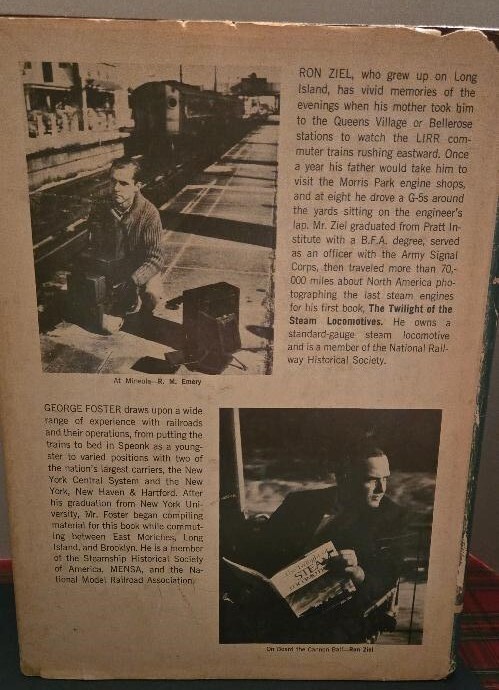 RON ZIEL, who grew up on Long
Island, has vivid memories of the
evenings when his mother took him
to the Queens Village or Bellerose
stations to watch the LIRR com-
muter trains rushing eastward. Once
a year his father would take him to
visit the Morris Park engine shops,
and at eight he drove a G-5s around
the yards sitting on the engineer's
lap. Mr. Ziel graduated from Pratt In-
stitute with a B.F.A. degree, served
as an officer with the Army Signal
Corps, then traveled more than 70,-
000 miles about North America pho-
tographing the last steam engines
for his first book, The Twilight of the
Steam Locomotives. He owns a
standard-gauge steam locomotive
and is a member of the National Rail-
way Historical Society.
At Mineola—R. M. Emery
GEORGE FOSTER draws upon a wide
range of experience with railroads
and their operations, from putting the
trains to bed in Speonk as a young-
ster to varied positions with two of
the nation's largest carriers, the New
York Central System and the New
York, New Haven & Hartford. After
his graduation from New York Uni-
versity, Mr. Foster began compiling
material for this book while commut-
ing between East Moriches, Long
Island, and Brooklyn. He is a member
of the Steamship Historical Society
of America, MENSA, and the Na-
tional Model Railroad Association.
STEAM
On Board the Cannon Ball—Ron Ziel